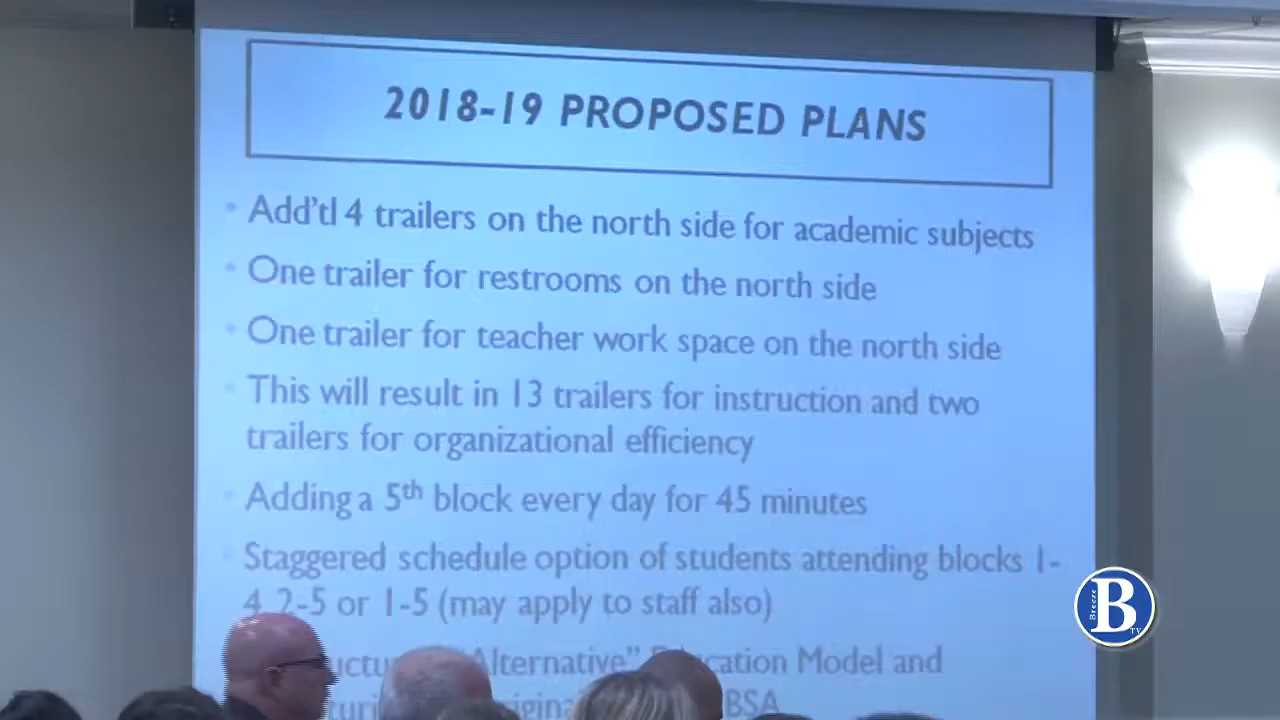 2018-19 PROPOSED PLANS
• Add'tl 4 trailers on the north side for academic subjects
• One trailer for restrooms on the north side
• One trailer for teacher work space on the north side
• This will result in 13 trailers for instruction and two
trailers for organizational efficiency
• Adding a 5th block every day for 45 minutes
• Staggered schedule option of students attending blocks 1-
4, 2-5 or 1-5 (may apply to staff also)
"Alternative" Model and
BSA
Breeze
B
TV